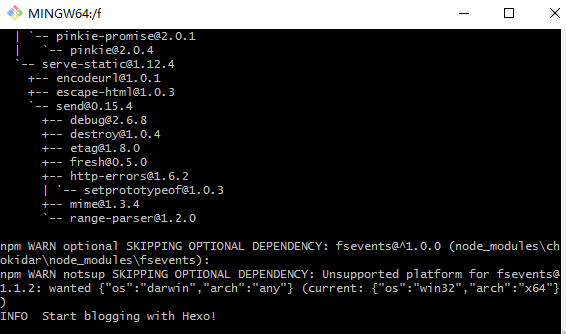 MINGW64:/f
| `-- pinkie-promise@2.0.1
|   `-- pinkie@2.0.4
`-- serve-static@1.12.4
+-- encodeurl@1.0.1
+-- escape-html@1.0.3
`-- send@0.15.4
+-- debug@2.6.8
+-- destroy@1.0.4
+-- etag@1.8.0
+-- fresh@0.5.0
+-- http-errors@1.6.2
| `-- setprototypeof@1.0.3
+-- mime@1.3.4
`-- range-parser@1.2.0
npm WARN optional SKIPPING OPTIONAL DEPENDENCY: fsevents@^1.0.0 (node_modules\ch
okidar\node_modules\fsevents):
npm WARN notsup SKIPPING OPTIONAL DEPENDENCY: Unsupported platform for fsevents@
1.1.2: wanted {"os":"darwin","arch":"any"} (current: {"os":"win32","arch":"x64"}
)
INFO  Start blogging with Hexo!